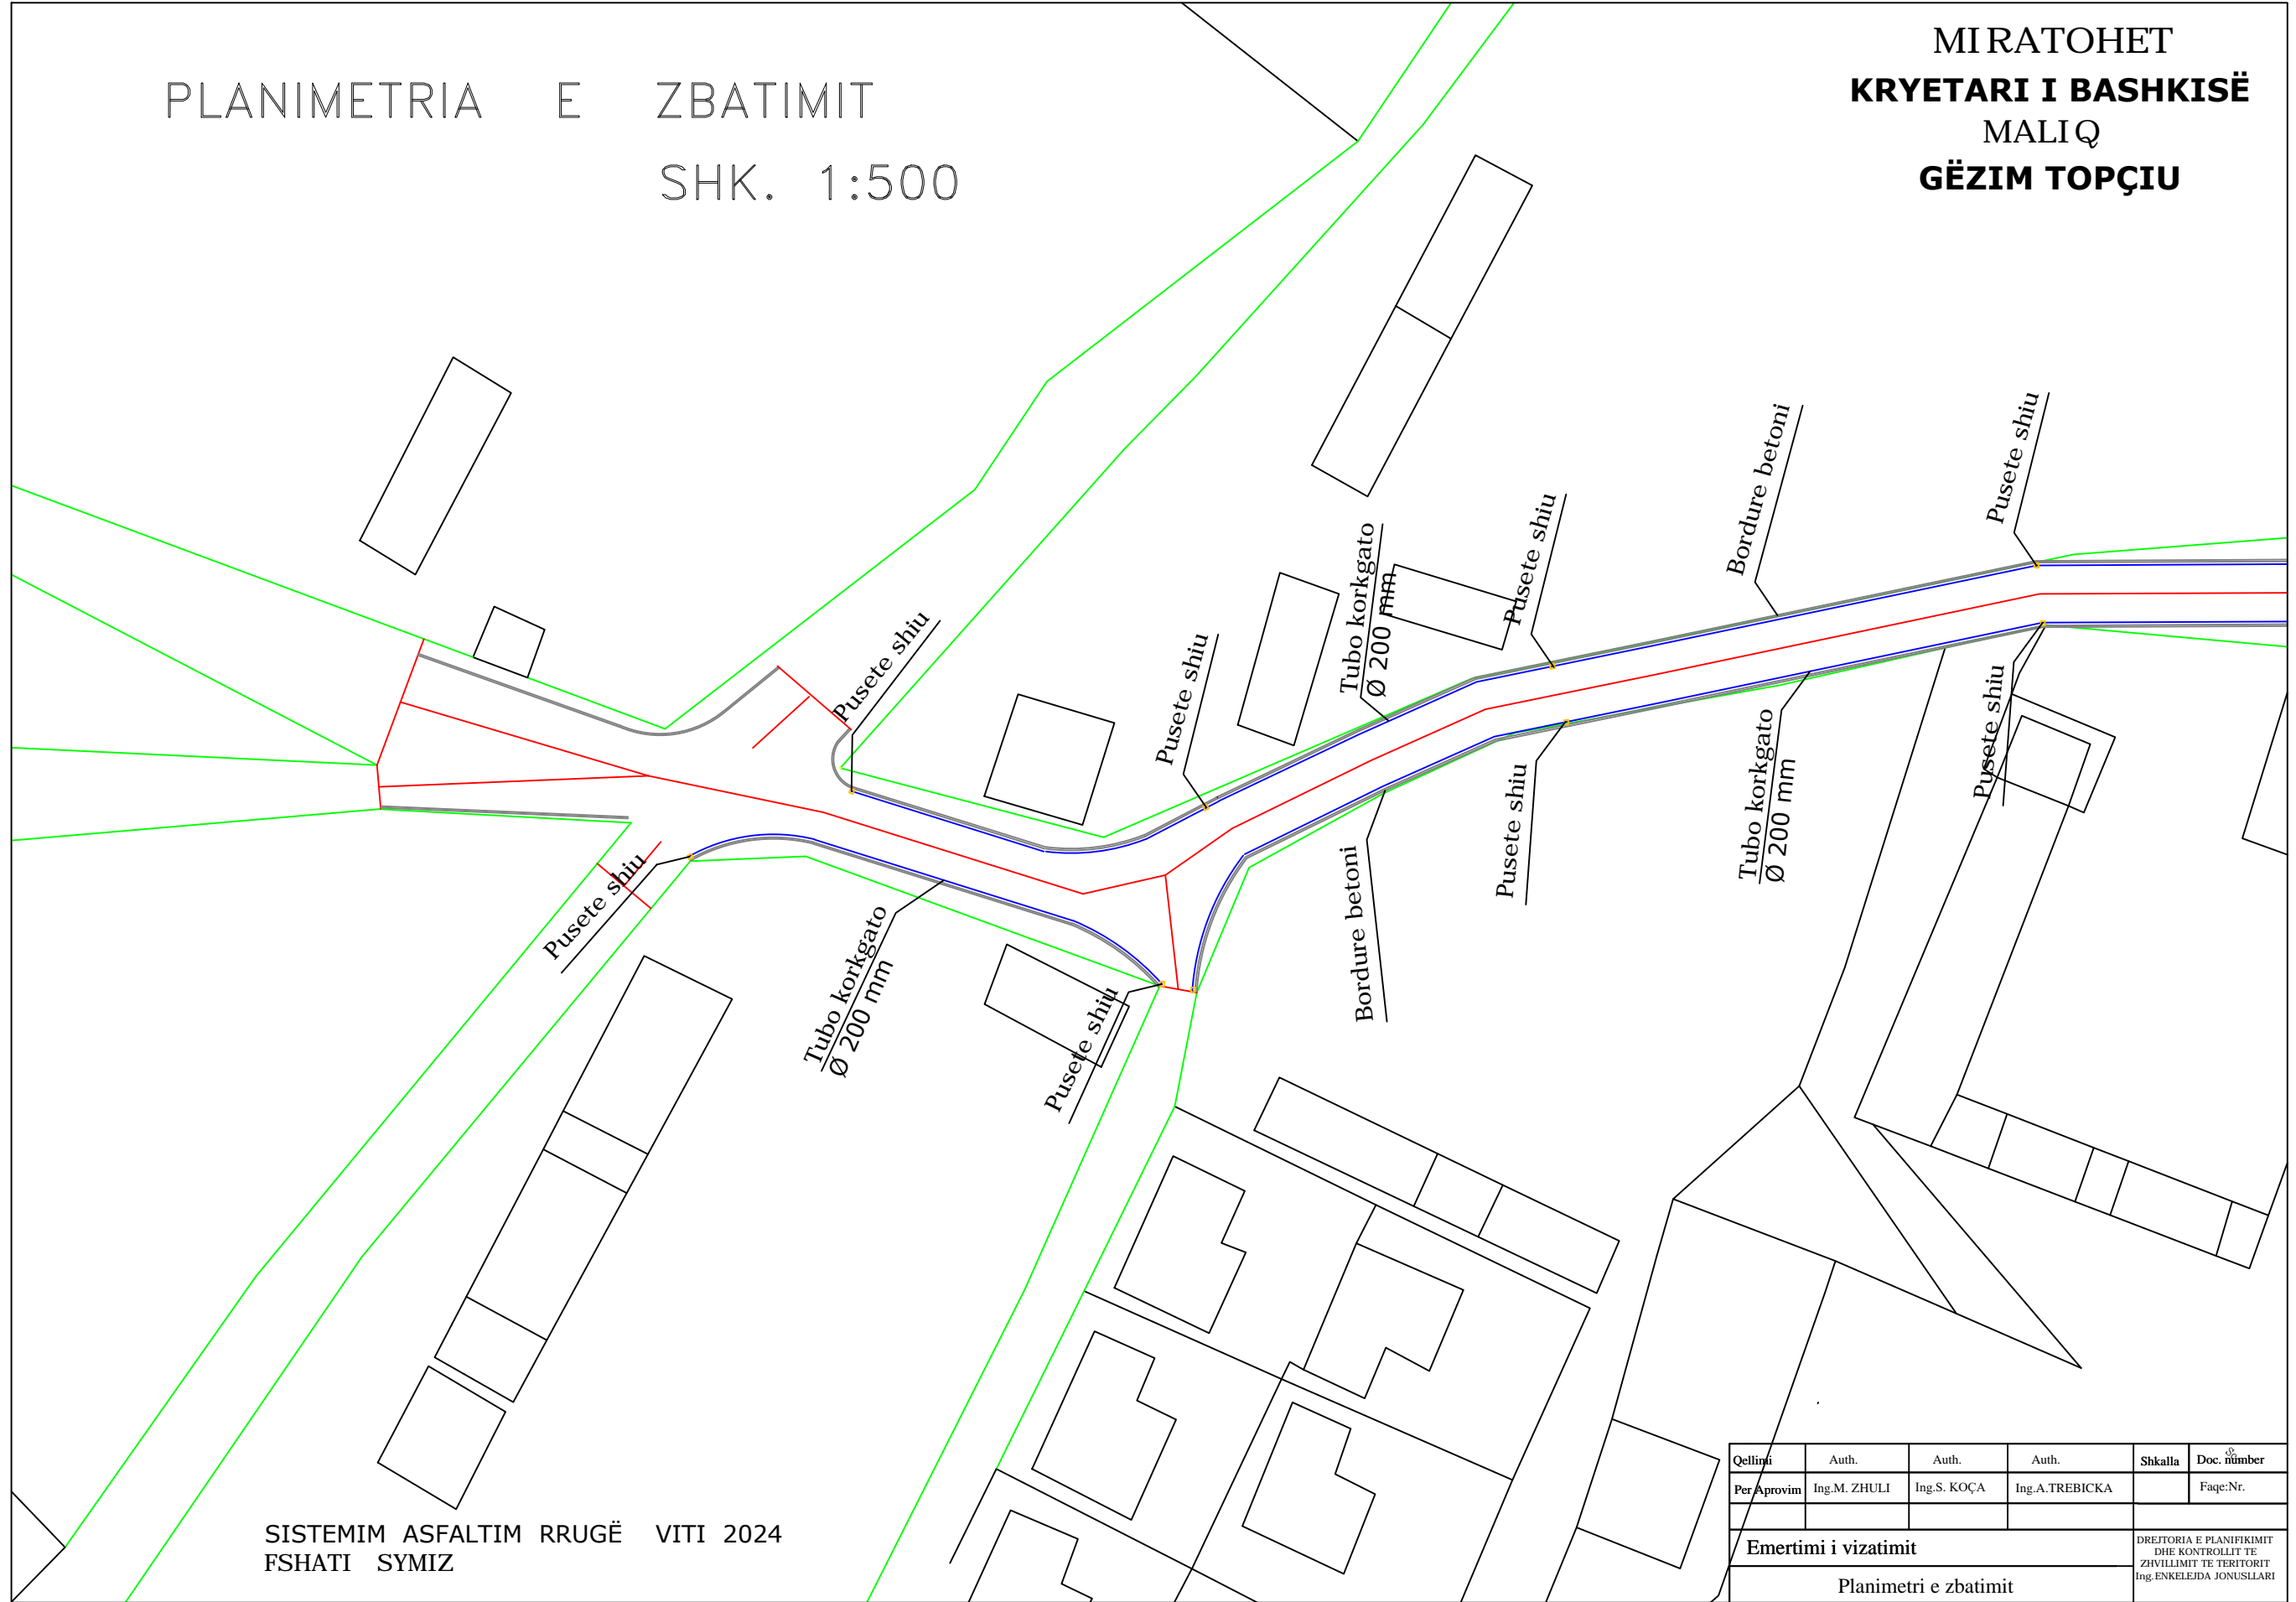 PLANIMETRIA E ZBATIMIT
SHK. 1:500
MIRATOHET
KRYETARI I BASHKISË
MALIQ
GËZIM TOPÇIU
Pusete shiu
Bordure betoni
Pusete shiu
Tubo korkgato
Ø 200 mm
Pusete shiu
Pusete shiu
Pusete shiu
Tubo korkgato
Ø 200 mm
Pusete shiu
Pusete shiu
Bordure betoni
Pusete shiu
Tubo korkgato
Ø 200 mm
Pusete shiu
SISTEMIM ASFALTIM RRUGË VITI 2024
FSHATI SYMIZ
Qellimi Auth. Auth. Auth. Shkalla Doc. number
Per Aprovim Ing.M. ZHULI Ing.S. KOÇA Ing.A.TREBICKA Faqe:Nr.
Emertimi i vizatimit
Planimetri e zbatimit
DREJTORIA E PLANIFIKIMIT
DHE KONTROLLIT TE
ZHVILLIMIT TE TERITORIT
Ing.ENKELEJDA JONUSLLARI